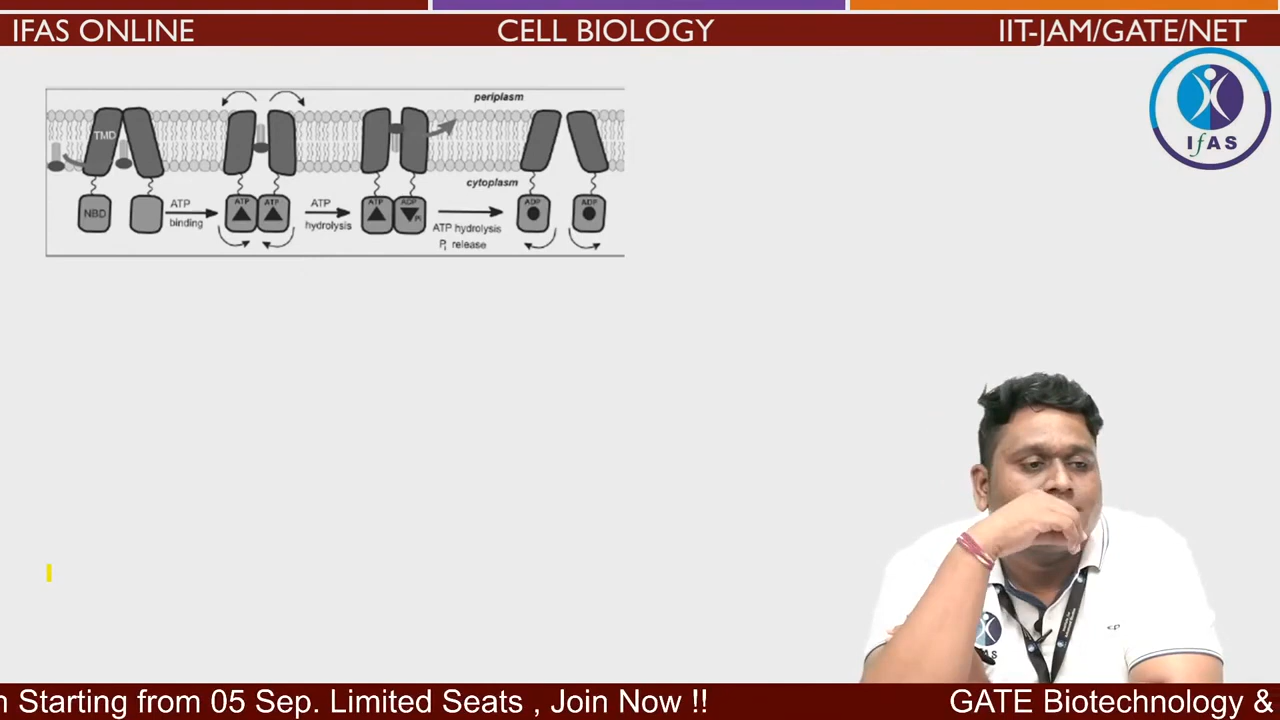 IFAS ONLINE
CELL BIOLOGY
IIT-JAM/GATE/NET
IfAS
periplasm
TMD
cytoplasm
NBD
ATP
binding
ATP
ATP
ATP
hydrolysis
ATP
ADP
Pi
ATP hydrolysis
Pi release
ADP
ADP
Starting from 05 Sep. Limited Seats , Join Now !!
GATE Biotechnology &